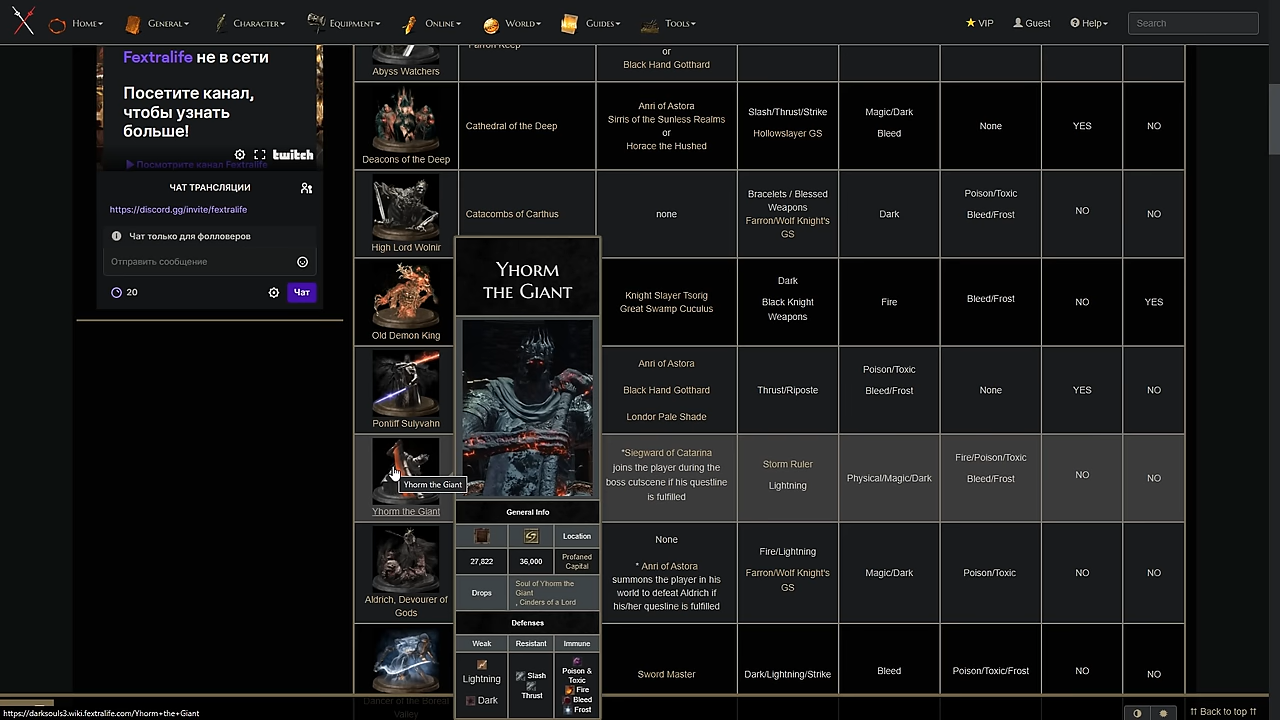 HOME
GENERAL
CHARACTER
EQUIPMENT
ONLINE
WORLD
GUIDES
TOOLS
VIP
Guest
Help
Search
Fextralife не в сети
Посетите канал,
чтобы узнать
больше!
Посмотрите канал Fextralife
twitch
ЧАТ ТРАНСЛЯЦИИ
https://discord.gg/invite/fextralife
Чат только для фолловеров
Отправить сообщение
20
Чат
Abyss Watchers
Farron Keep
or
Black Hand Gotthard
Deacons of the Deep
Cathedral of the Deep
Anri of Astora
Sirris of the Sunless Realms
or
Horace the Hushed
Slash/Thrust/Strike
Hollowslayer GS
Magic/Dark
Bleed
None
YES
NO
High Lord Wolnir
Catacombs of Carthus
none
Bracelets / Blessed
Weapons
Farron/Wolf Knight's
GS
Dark
Poison/Toxic
Bleed/Frost
NO
NO
Old Demon King
Knight Slayer Tsorig
Great Swamp Cuculus
Dark
Black Knight
Weapons
Fire
Bleed/Frost
NO
YES
Pontiff Sulyvahn
Anri of Astora
Black Hand Gotthard
Londor Pale Shade
Thrust/Riposte
Poison/Toxic
Bleed/Frost
None
YES
NO
Yhorm the Giant
Yhorm the Giant
*Siegward of Catarina
joins the player during the
boss cutscene if his questline
is fulfilled
Storm Ruler
Lightning
Physical/Magic/Dark
Fire/Poison/Toxic
Bleed/Frost
NO
NO
Aldrich, Devourer of
Gods
None
* Anri of Astora
summons the player in his
world to defeat Aldrich if
his/her quesline is fulfilled
Fire/Lightning
Farron/Wolf Knight's
GS
Magic/Dark
Poison/Toxic
NO
NO
Dancer of the Boreal
Valley
Sword Master
Dark/Lightning/Strike
Bleed
Poison/Toxic/Frost
NO
NO
YHORM
THE GIANT
General Info
Location
27,822
36,000
Profaned
Capital
Drops
Soul of Yhorm the
Giant
, Cinders of a Lord
Defenses
Weak
Resistant
Immune
Lightning
Dark
Slash
Thrust
Poison &
Toxic
Fire
Bleed
Frost
https://darksouls3.wiki.fextralife.com/Yhorm+the+Giant
⇈ Back to top ⇈